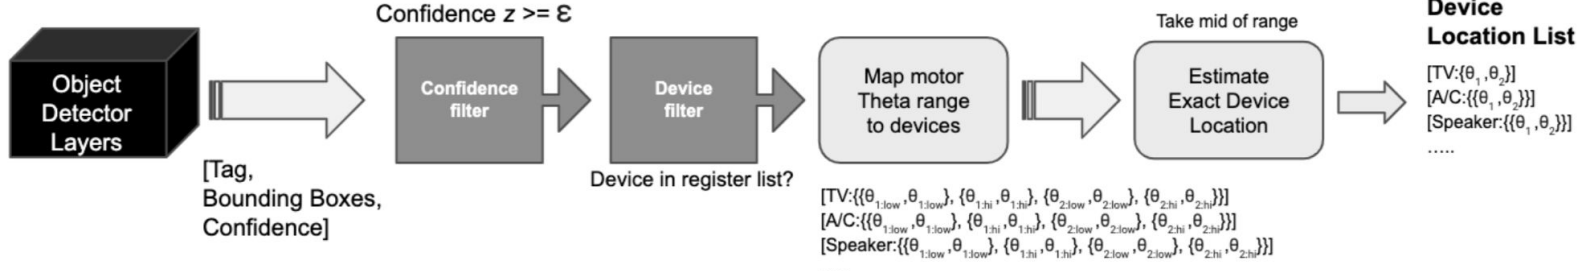 Confidence z >= ε
Object
Detector
Layers
[Tag,
Bounding Boxes,
Confidence]
Confidence
filter
Device
filter
Device in register list?
Map motor
Theta range
to devices
[TV:{{θ1:low ,θ1:low}, {θ1:hi ,θ1:hi}, {θ2:low ,θ2:low}, {θ2:hi ,θ2:hi}}]
[A/C:{{θ1:low ,θ1:low}, {θ1:hi ,θ1:hi}, {θ2:low ,θ2:low}, {θ2:hi ,θ2:hi}}]
[Speaker:{{θ1:low ,θ1:low}, {θ1:hi ,θ1:hi}, {θ2:low ,θ2:low}, {θ2:hi ,θ2:hi}}]
Take mid of range
Estimate
Exact Device
Location
Device
Location List
[TV:{θ1 ,θ2}]
[A/C:{{θ1 ,θ2}}]
[Speaker:{{θ1 ,θ2}}]
.....